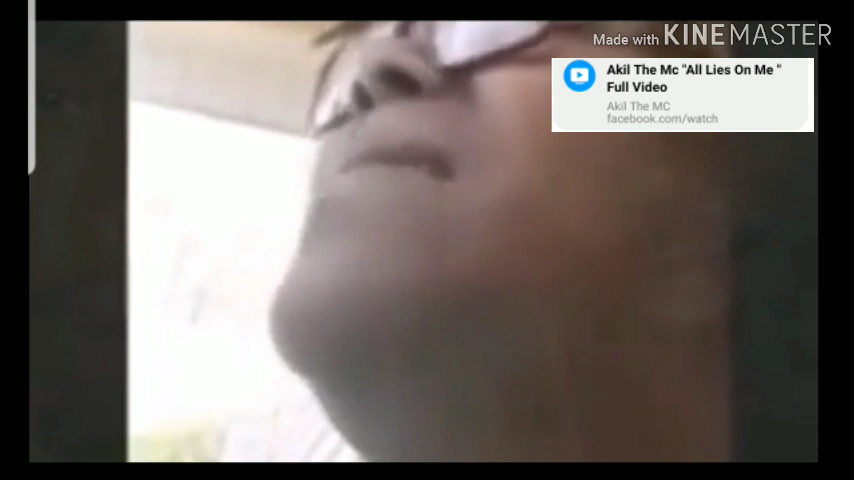 Made with KINEMASTER
Akil The Mc "All Lies On Me "
Full Video
Akil The MC
facebook.com/watch